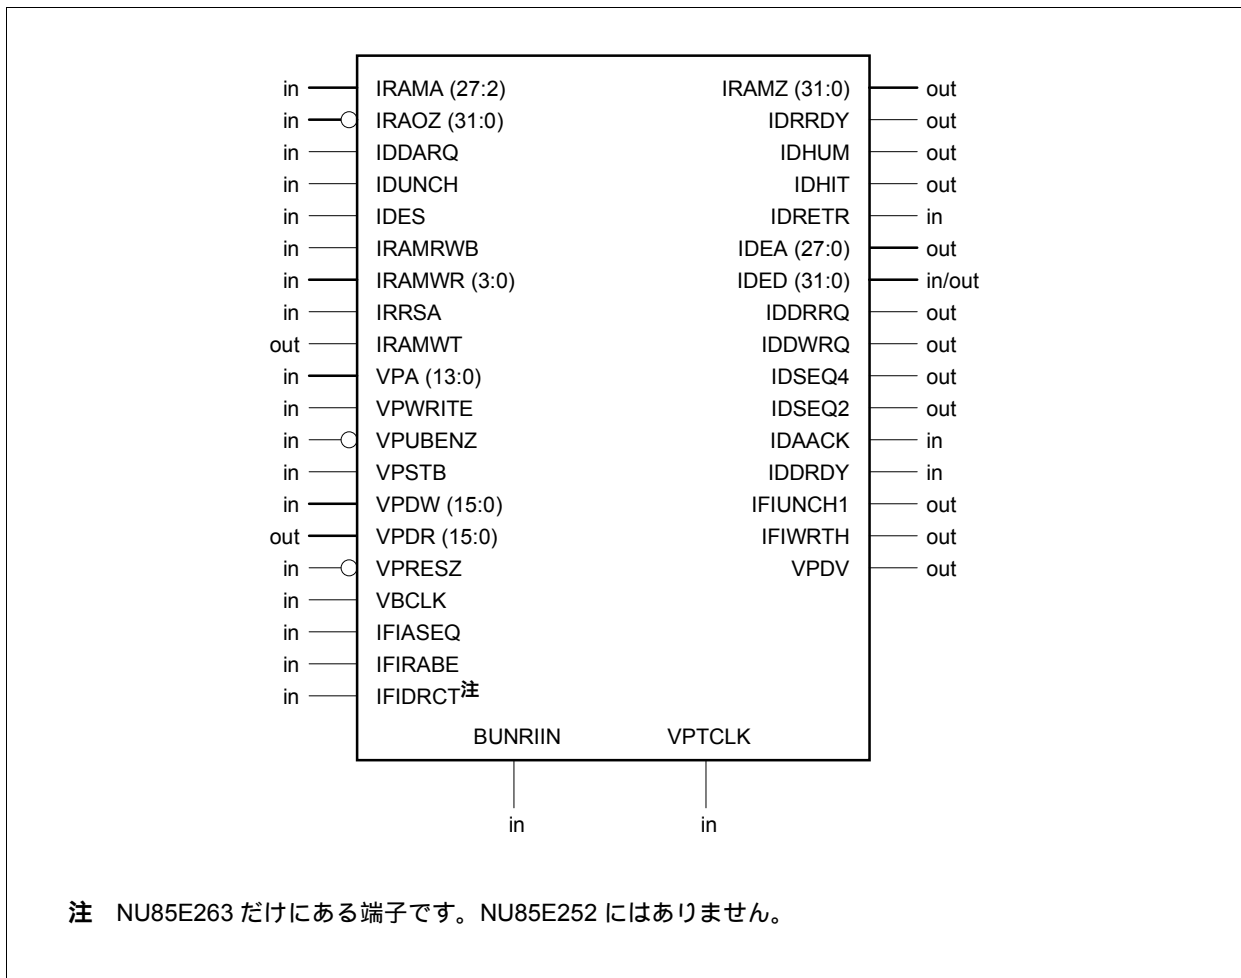 in IRAMA (27:2) IRAMZ (31:0) out
in IRAOZ (31:0) IDRRDY out
in IDDARQ IDHUM out
in IDUNCH IDHIT out
in IDES IDRETR in
in IRAMRWB IDEA (27:0) out
in IRAMWR (3:0) IDED (31:0) in/out
in IRRSA IDDRRQ out
out IRAMWT IDDWRQ out
in VPA (13:0) IDSEQ4 out
in VPWRITE IDSEQ2 out
in VPUBENZ IDAACK in
in VPSTB IDDRDY in
in VPDW (15:0) IFIUNCH1 out
out VPDR (15:0) IFIWRTH out
in VPRESZ VPDV out
in VBCLK
in IFIASEQ
in IFIRABE
in IFIDRCT注
BUNRIIN VPTCLK
in in
注 NU85E263 だけにある端子です。NU85E252 にはありません。